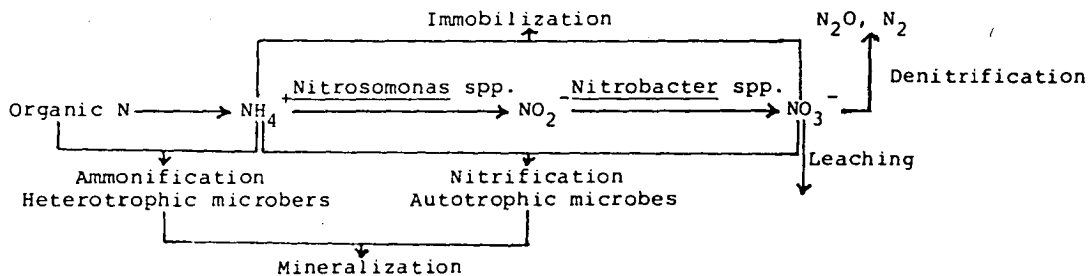 Immobilization
N2O, N2
Denitrification
Organic N NH4+ Nitrosomonas spp. NO2- Nitrobacter spp. NO3-
Leaching
Ammonification Nitrification
Heterotrophic microbers Autotrophic microbes
Mineralization